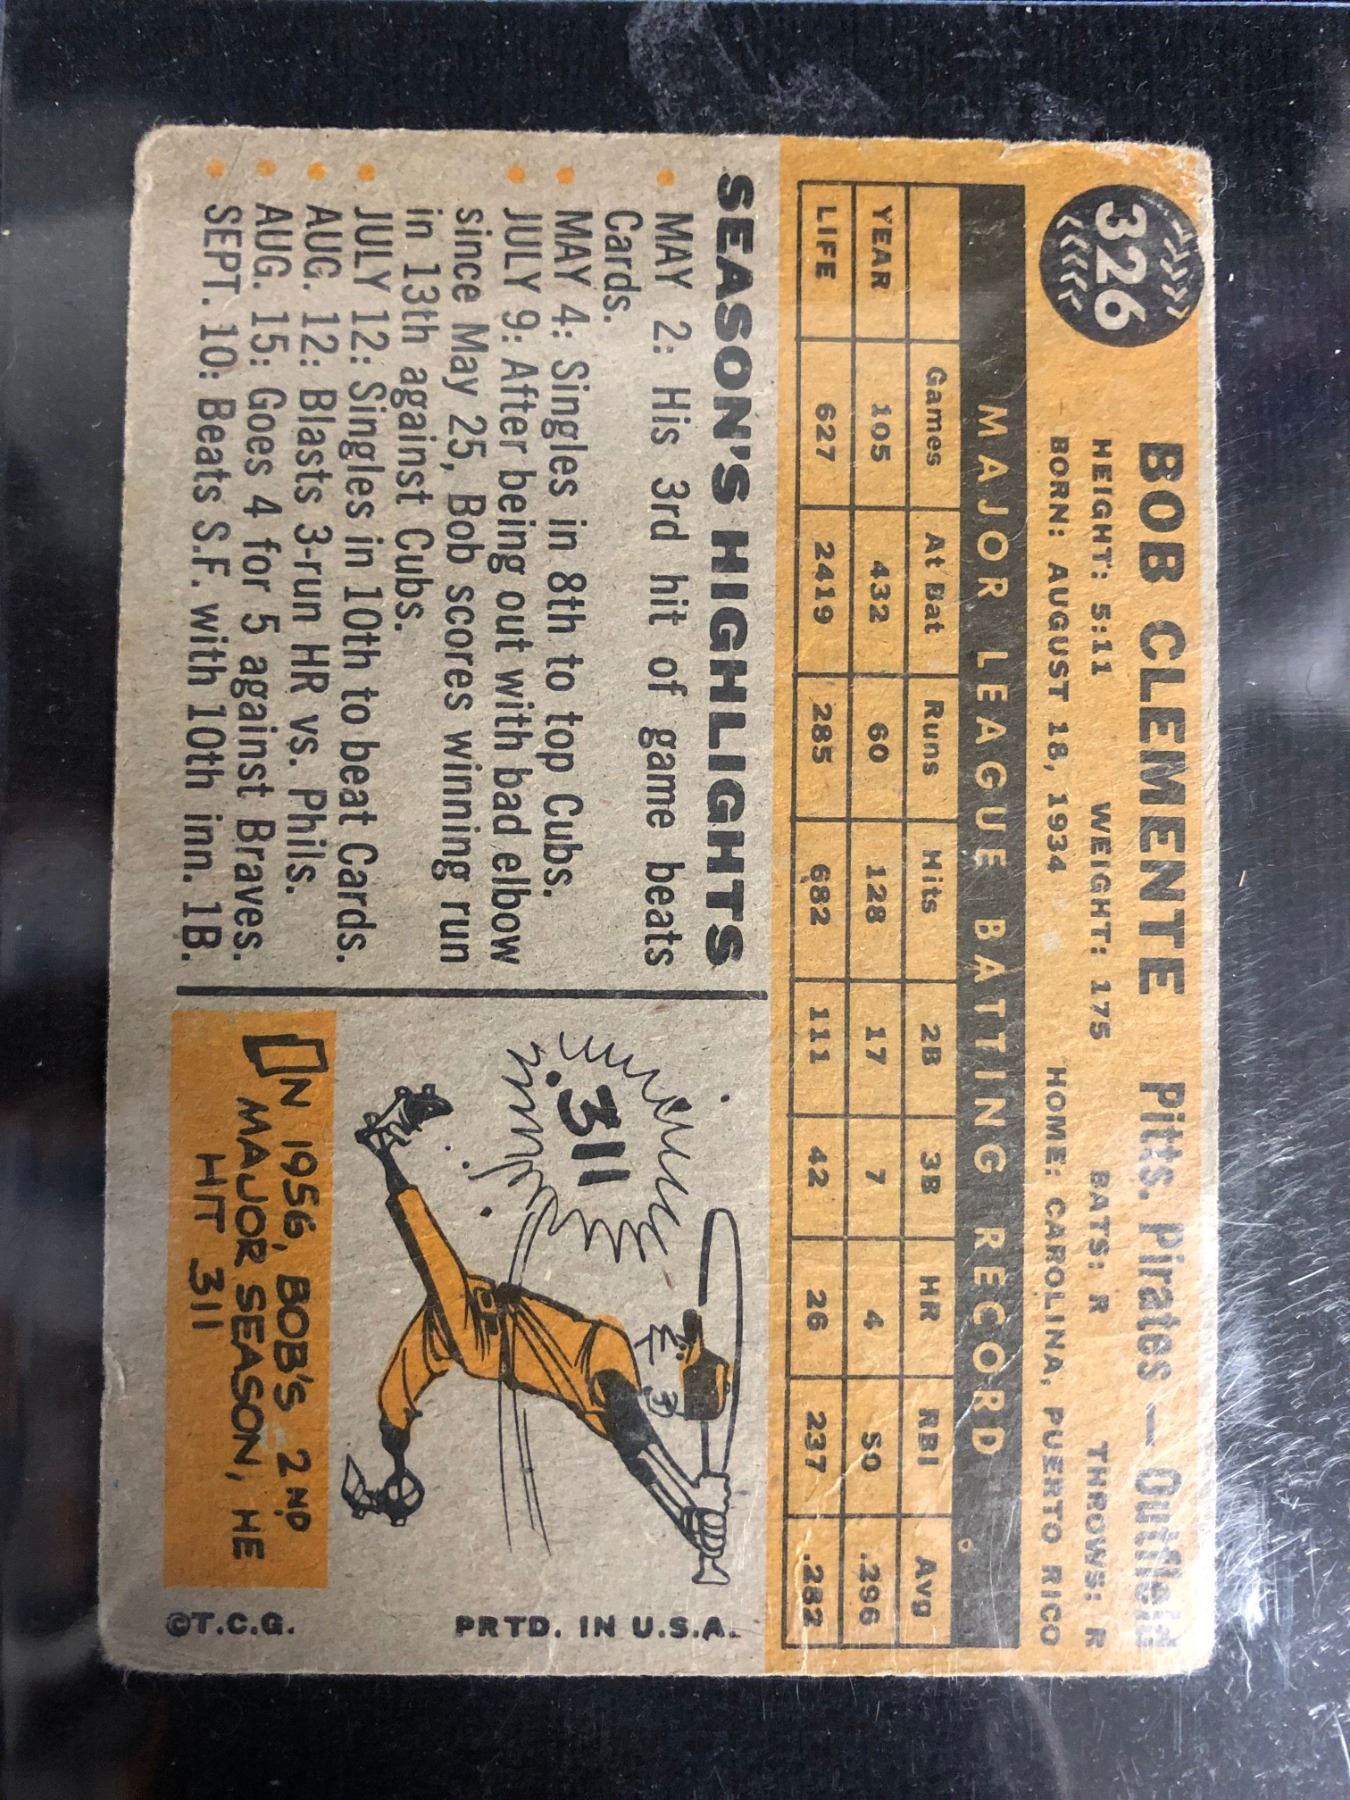 326
BOB CLEMENTE Pitts. Pirates — Outfield
HEIGHT: 5:11 WEIGHT: 175 BATS: R THROWS: R
BORN: AUGUST 18, 1934 HOME: CAROLINA, PUERTO RICO
MAJOR LEAGUE BATTING RECORD
Games At Bat Runs Hits 2B 3B HR RBI Avg
YEAR 105 432 60 128 17 7 4 50 .296
LIFE 627 2419 285 682 111 42 26 237 .282
SEASON'S HIGHLIGHTS
• MAY 2: His 3rd hit of game beats
Cards.
• MAY 4: Singles in 8th to top Cubs.
• JULY 9: After being out with bad elbow
since May 25, Bob scores winning run
in 13th against Cubs.
• JULY 12: Singles in 10th to beat Cards.
• AUG. 12: Blasts 3-run HR vs. Phils.
• AUG. 15: Goes 4 for 5 against Braves.
• SEPT. 10: Beats S.F. with 10th inn. 1B.
.311
IN 1956, BOB'S 2ND
MAJOR SEASON, HE
HIT 311
PRTD. IN U.S.A.
©T.C.G.